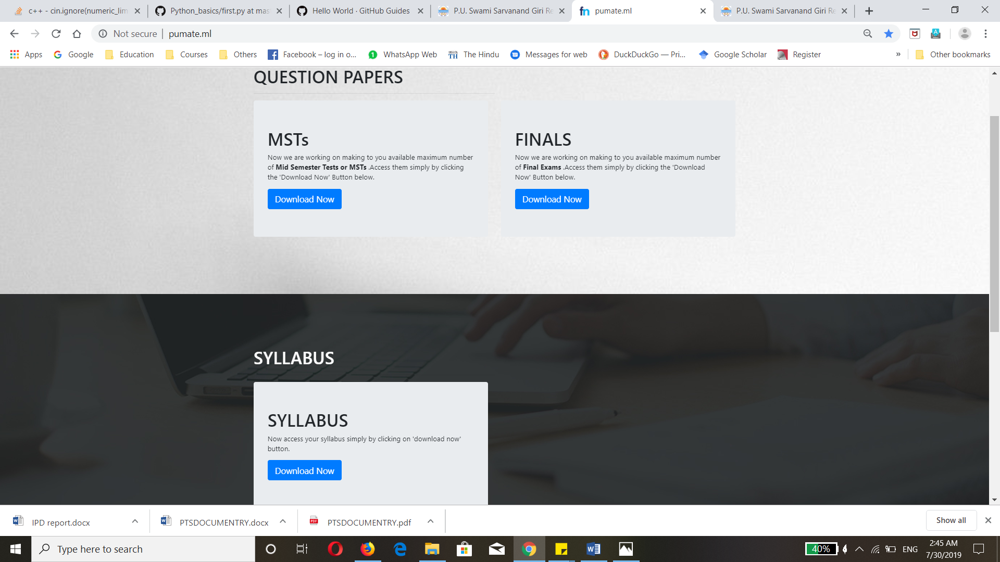 c++ - cin.ignore(numeric_lim
Python_basics/first.py at mas
Hello World · GitHub Guides
P.U. Swami Sarvanand Giri Re
pumate.ml
P.U. Swami Sarvanand Giri Re
Not secure | pumate.ml
Apps
Google
Education
Courses
Others
Facebook – log in o...
WhatsApp Web
The Hindu
Messages for web
DuckDuckGo — Pri...
Google Scholar
Register
»
Other bookmarks
QUESTION PAPERS
MSTs
Now we are working on making to you available maximum number
of Mid Semester Tests or MSTs .Access them simply by clicking
the 'Download Now' Button below.
Download Now
FINALS
Now we are working on making to you available maximum number
of Final Exams .Access them simply by clicking the 'Download
Now' Button below.
Download Now
SYLLABUS
SYLLABUS
Now access your syllabus simply by clicking on 'download now'
button.
Download Now
IPD report.docx
PTSDOCUMENTRY.docx
PTSDOCUMENTRY.pdf
Show all
Type here to search
40%
ENG
2:45 AM
7/30/2019